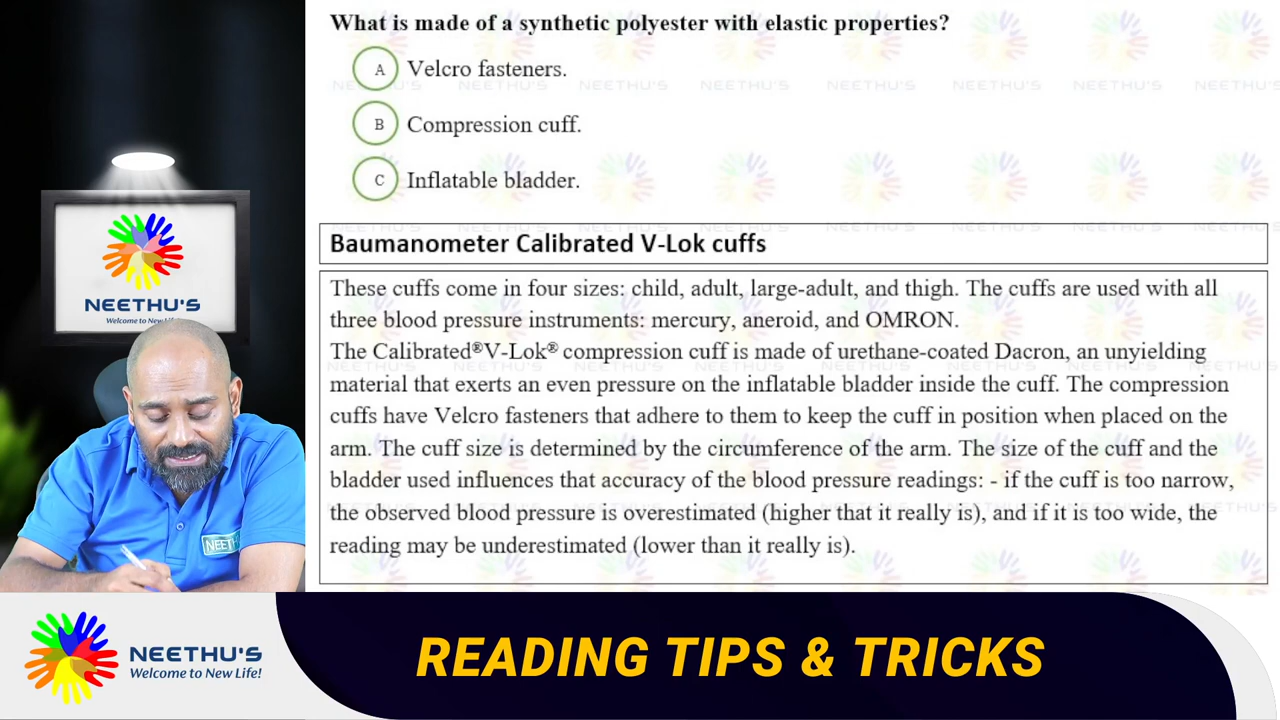 What is made of a synthetic polyester with elastic properties?
A Velcro fasteners.
B Compression cuff.
C Inflatable bladder.
Baumanometer Calibrated V-Lok cuffs
These cuffs come in four sizes: child, adult, large-adult, and thigh. The cuffs are used with all
three blood pressure instruments: mercury, aneroid, and OMRON.
The Calibrated®V-Lok® compression cuff is made of urethane-coated Dacron, an unyielding
material that exerts an even pressure on the inflatable bladder inside the cuff. The compression
cuffs have Velcro fasteners that adhere to them to keep the cuff in position when placed on the
arm. The cuff size is determined by the circumference of the arm. The size of the cuff and the
bladder used influences that accuracy of the blood pressure readings: - if the cuff is too narrow,
the observed blood pressure is overestimated (higher that it really is), and if it is too wide, the
reading may be underestimated (lower than it really is).
NEETHU'S
Welcome to New
NEETHU'S
Welcome to New Life!
READING TIPS & TRICKS